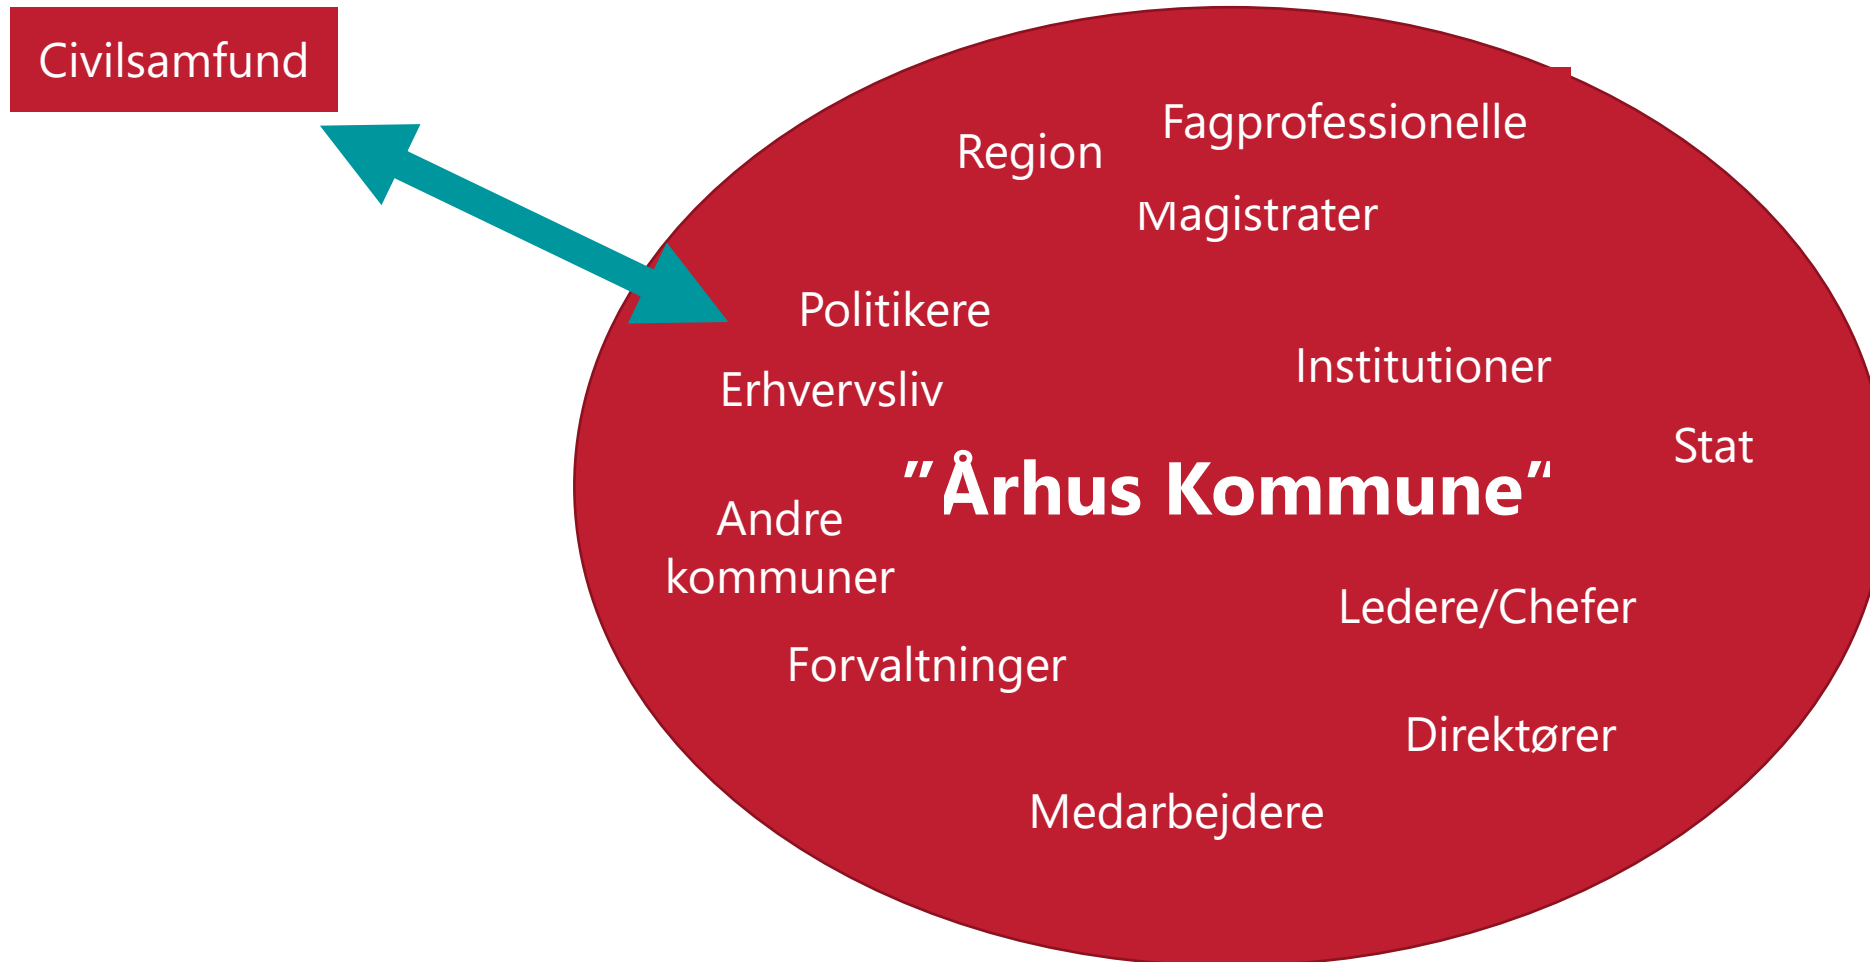 Civilsamfund
Fagprofessionelle
Region
Magistrater
Politikere
Institutioner
Erhvervsliv
Stat
"Århus Kommune"
Andre
kommuner
Ledere/Chefer
Forvaltninger
Direktører
Medarbejdere